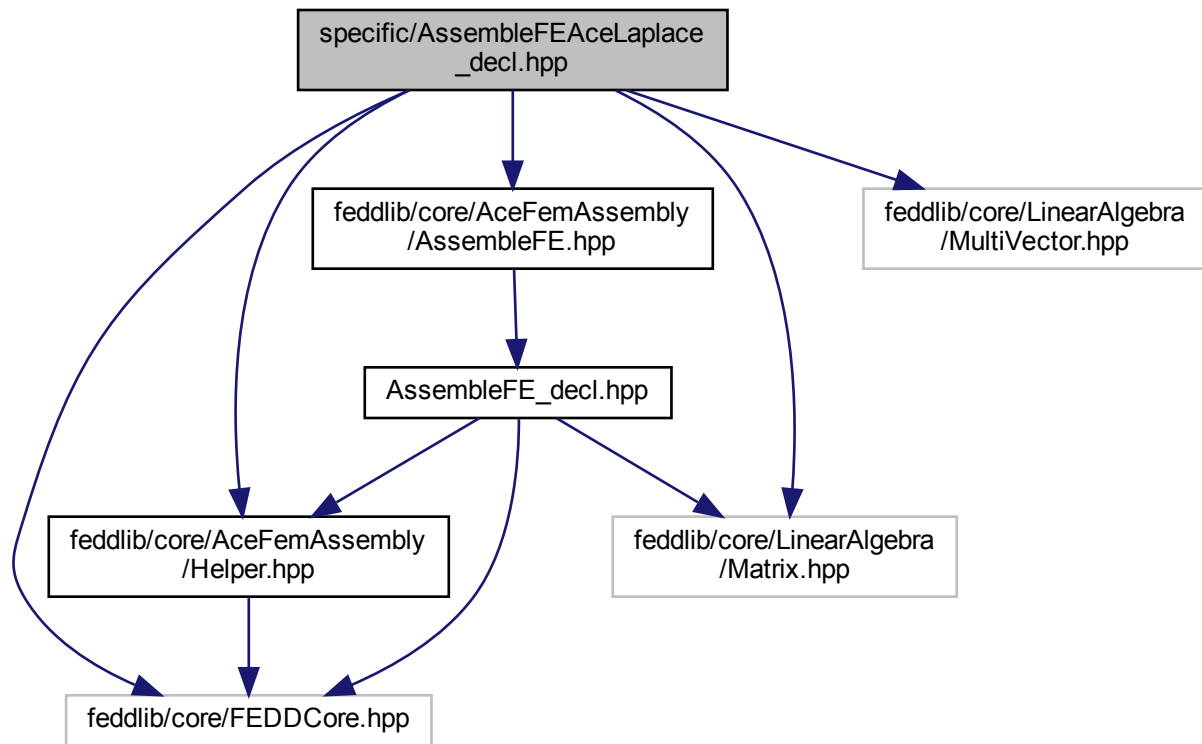 specific/AssembleFEAceLaplace
_decl.hpp
feddlib/core/AceFemAssembly
/AssembleFE.hpp
feddlib/core/LinearAlgebra
/MultiVector.hpp
AssembleFE_decl.hpp
feddlib/core/AceFemAssembly
/Helper.hpp
feddlib/core/LinearAlgebra
/Matrix.hpp
feddlib/core/FEDDCore.hpp